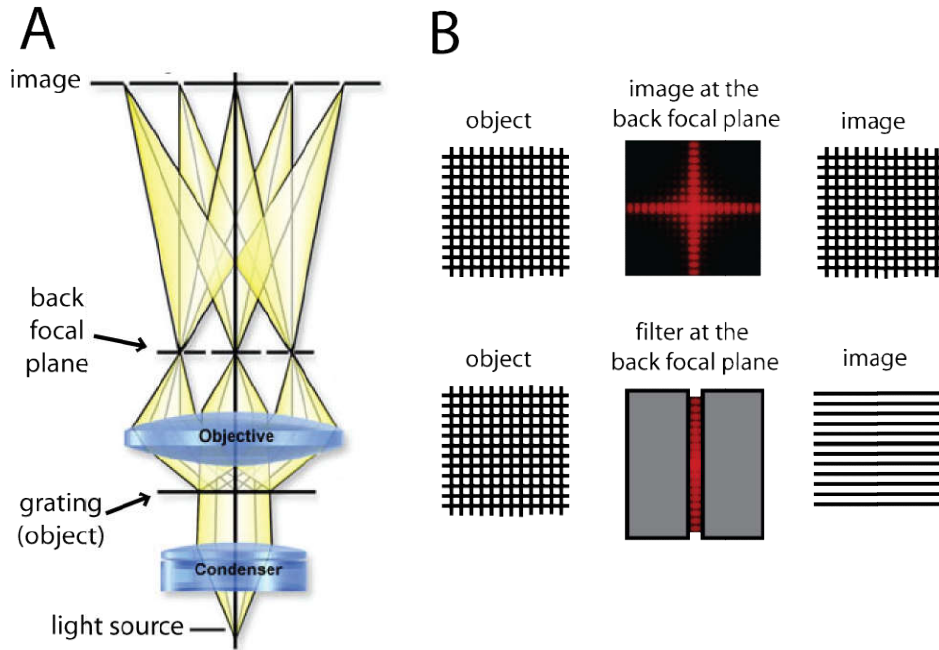 A
image
back
focal
plane
Objective
grating
(object)
Condenser
light source
B
object
image at the
back focal plane
image
object
filter at the
back focal plane
image